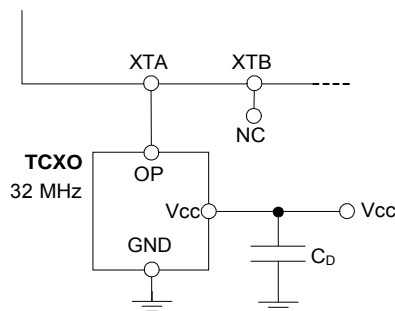 XTA
XTB
NC
TCXO
32 MHz
OP
Vcc
Vcc
GND
CD